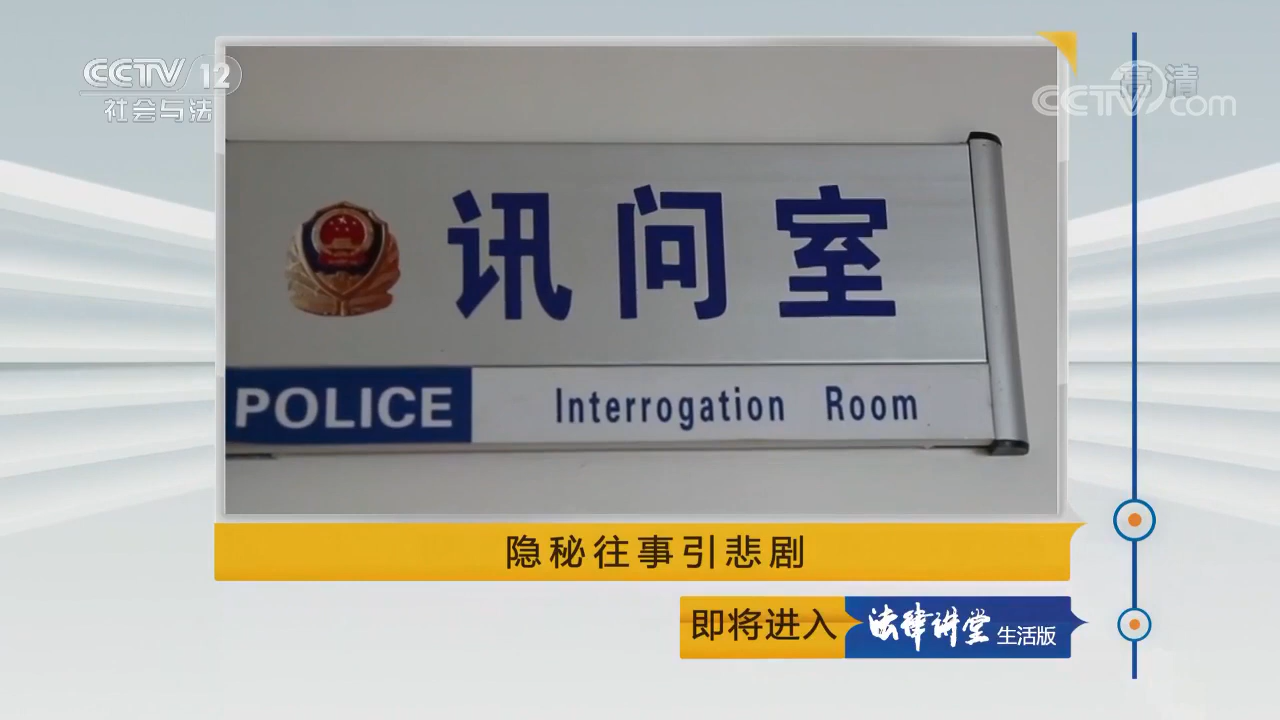 CCTV 12
社会与法
高清
CCTV.com
讯问室
POLICE
Interrogation Room
隐秘往事引悲剧
即将进入
法律讲堂 生活版